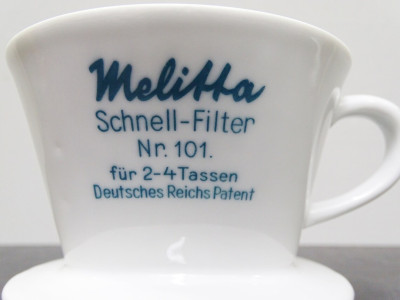 Melitta
Schnell-Filter
Nr. 101.
für 2-4 Tassen
Deutsches Reichs Patent